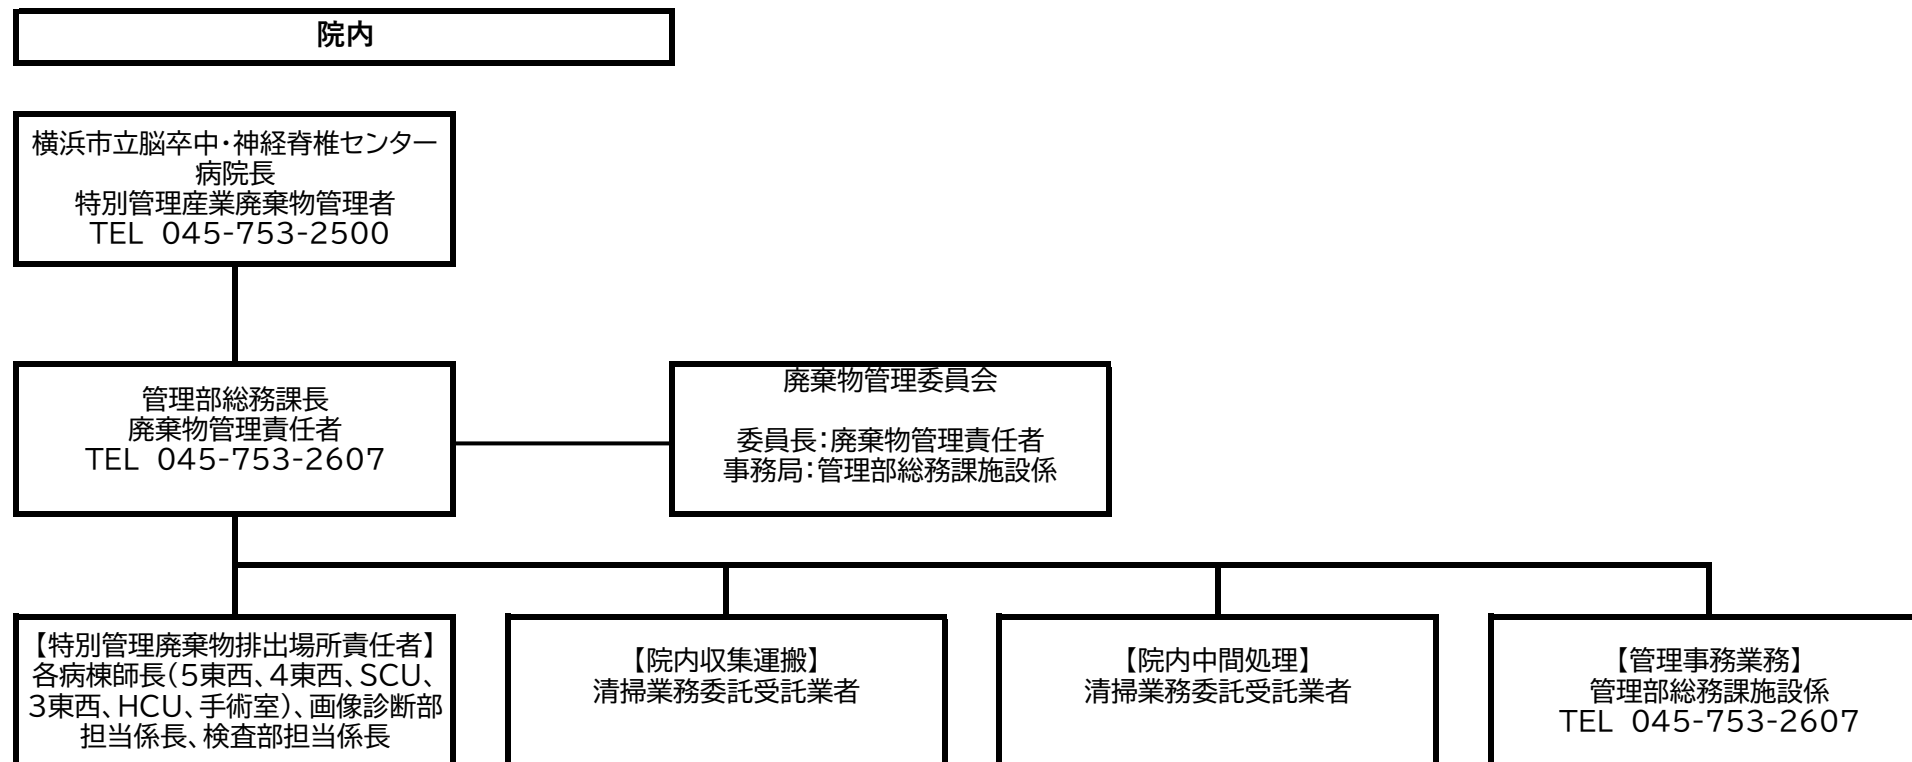 院内
横浜市立脳卒中・神経脊椎センター
病院長
特別管理産業廃棄物管理者
TEL 045-753-2500
管理部総務課長
廃棄物管理責任者
TEL 045-753-2607
廃棄物管理委員会
委員長：廃棄物管理責任者
事務局：管理部総務課施設係
【特別管理廃棄物排出場所責任者】
各病棟師長（5東西、4東西、SCU、
3東西、HCU、手術室）、画像診断部
担当係長、検査部担当係長
【院内収集運搬】
清掃業務委託受託業者
【院内中間処理】
清掃業務委託受託業者
【管理事務業務】
管理部総務課施設係
TEL 045-753-2607